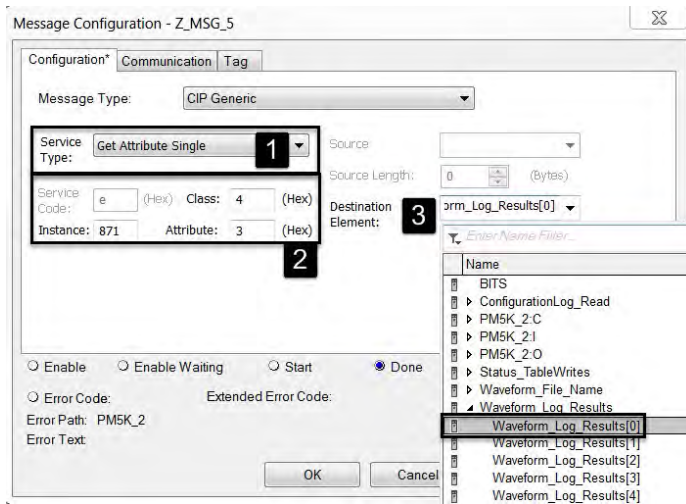 Message Configuration - Z_MSG_5
Configuration* Communication Tag
Message Type: CIP Generic
Service Type: Get Attribute Single 1
Source
Source Length: 0 (Bytes)
Service Code: e (Hex) Class: 4 (Hex)
Destination Element: 3 orm_Log_Results[0]
Instance: 871 Attribute: 3 (Hex)
2
Enter Name Filter...
Name
BITS
ConfigurationLog_Read
PM5K_2:C
PM5K_2:I
PM5K_2:O
Status_TableWrites
Waveform_File_Name
Waveform_Log_Results
Waveform_Log_Results[0]
Waveform_Log_Results[1]
Waveform_Log_Results[2]
Waveform_Log_Results[3]
Waveform_Log_Results[4]
Enable Enable Waiting Start Done
Error Code: Extended Error Code:
Error Path: PM5K_2
Error Text:
OK Cancel